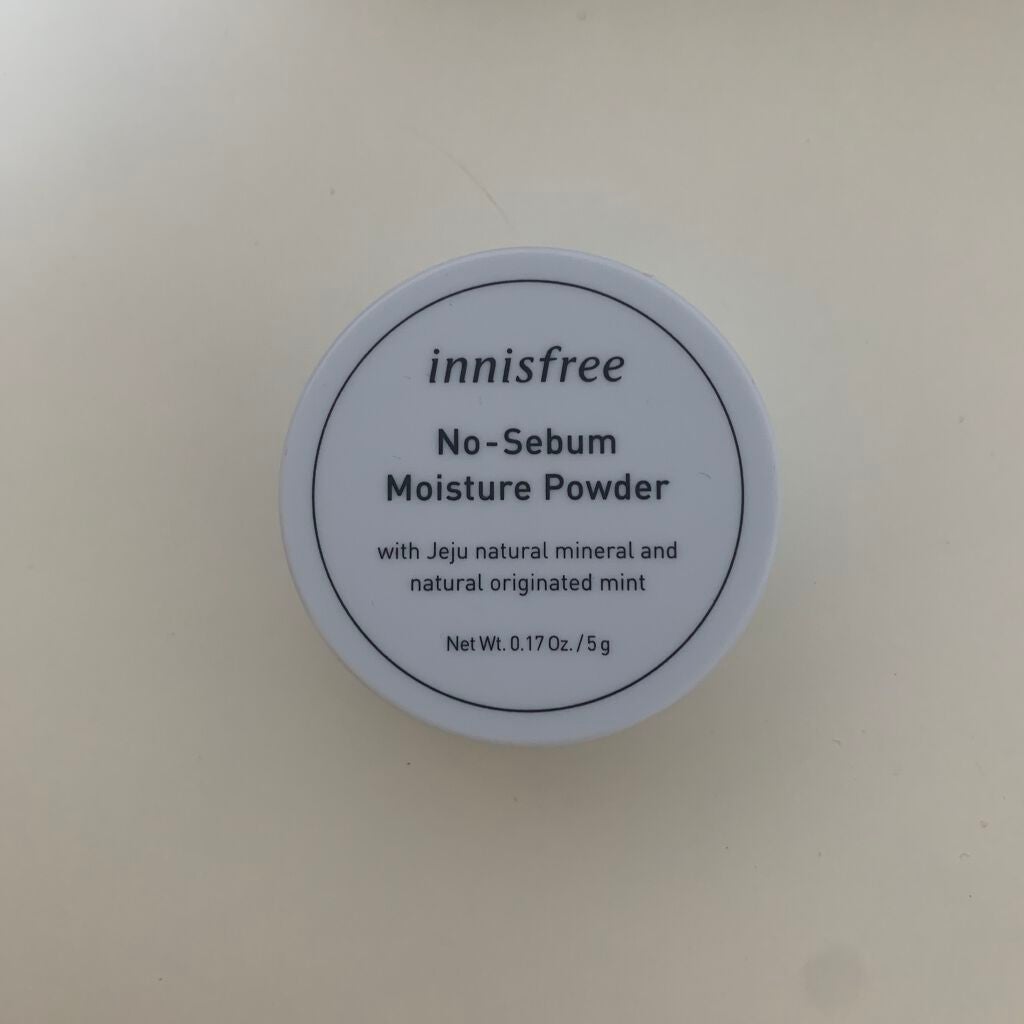 innisfree
No-Sebum
Moisture Powder
with Jeju natural mineral and
natural originated mint
Net Wt. 0.17 Oz. / 5 g